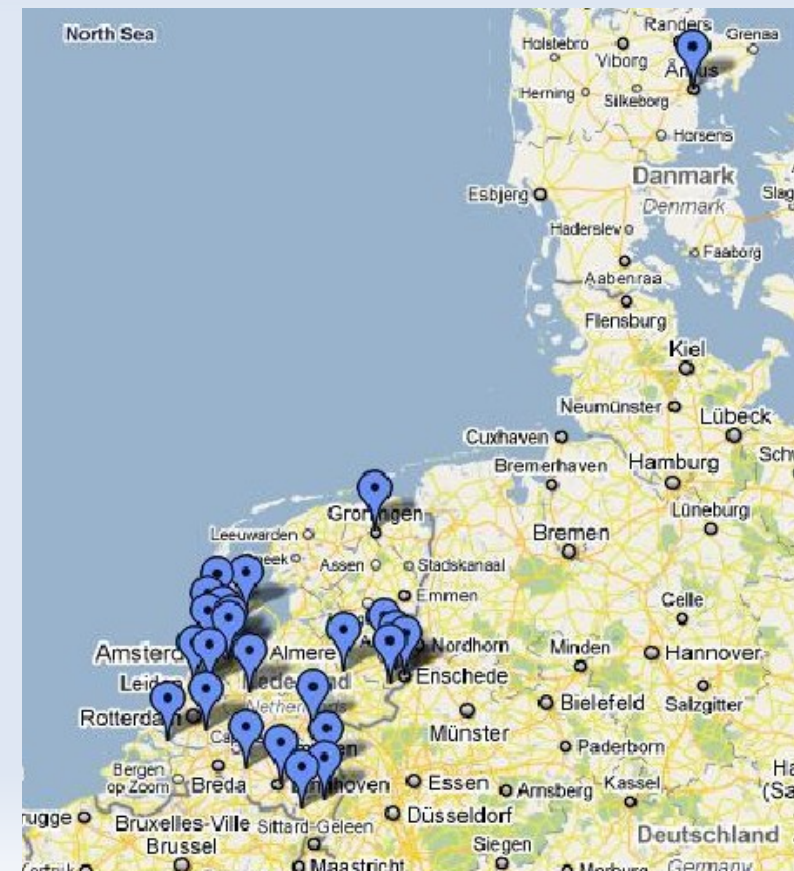 North Sea
Randers
Grenaa
Holstebro
Viborg
Herning
Silkeborg
Horsens
Danmark
Denmark
Esbjerg
Haderslev
Faaborg
Aabenraa
Flensburg
Kiel
Neumünster
Lübeck
Cuxhaven
Bremerhaven
Hamburg
Lüneburg
Groningen
Leeuwarden
Bremen
Assen
Stadskanaal
Emmen
Celle
Almere
Nordhorn
Minden
Hannover
Enschede
Netherlands
Bielefeld
Salzgitter
Münster
Paderborn
Bergen
op Zoom
Breda
Essen
Arnsberg
Kassel
Düsseldorf
Bruxelles-Ville
Sittard-Geleen
Brussel
Siegen
Deutschland
Maastricht
Germany